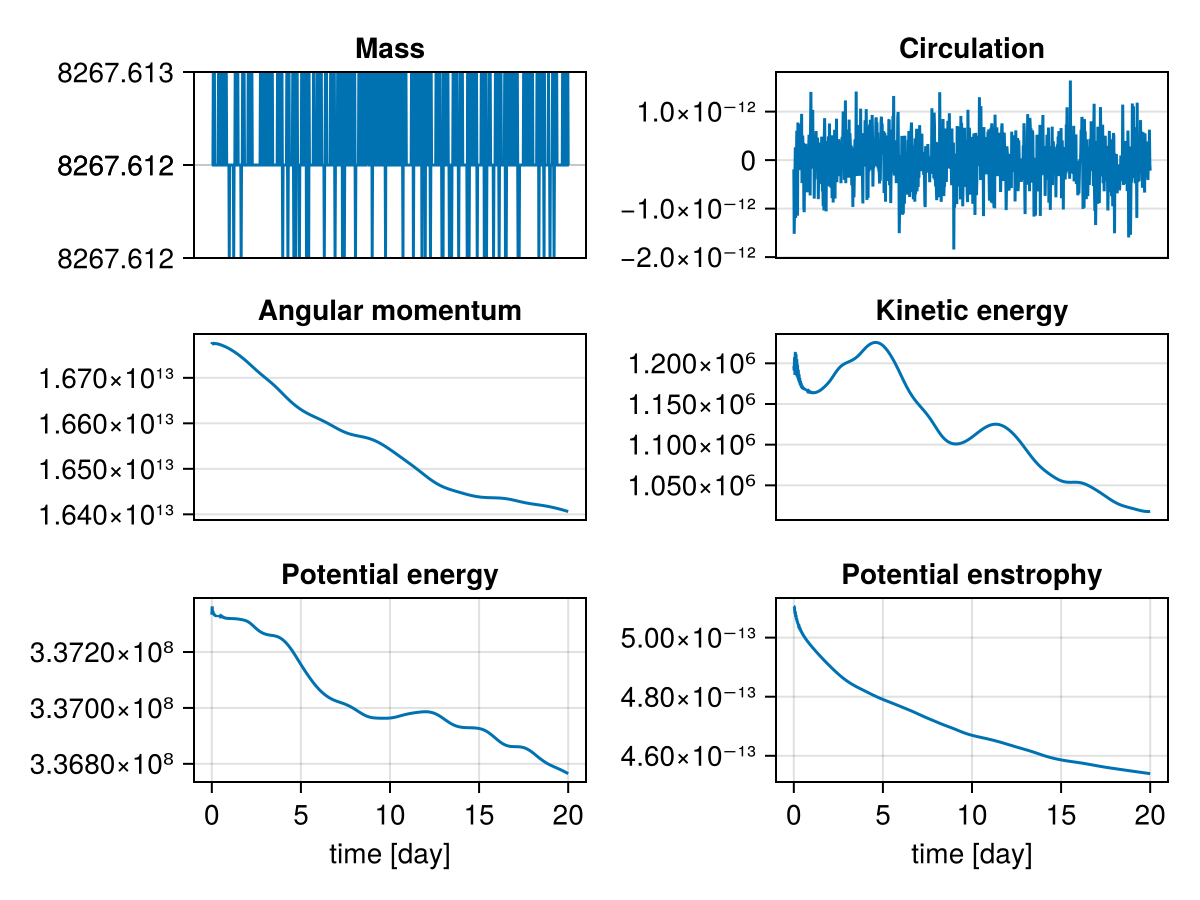 Mass
8267.613
8267.612
8267.612
Circulation
1.0×10⁻¹²
0
−1.0×10⁻¹²
−2.0×10⁻¹²
Angular momentum
1.670×10¹³
1.660×10¹³
1.650×10¹³
1.640×10¹³
Kinetic energy
1.200×10⁶
1.150×10⁶
1.100×10⁶
1.050×10⁶
Potential energy
3.3720×10⁸
3.3700×10⁸
3.3680×10⁸
0 5 10 15 20
time [day]
Potential enstrophy
5.00×10⁻¹³
4.80×10⁻¹³
4.60×10⁻¹³
0 5 10 15 20
time [day]